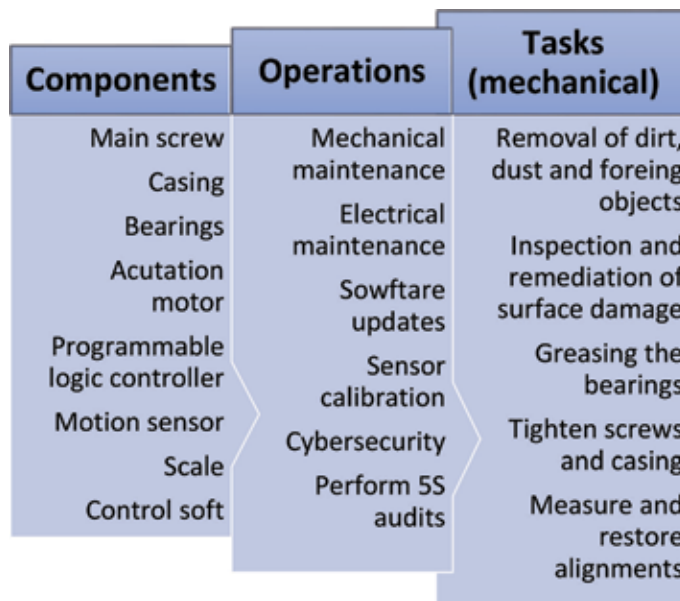 Components
Main screw
Casing
Bearings
Acutation
motor
Programmable
logic controller
Motion sensor
Scale
Control soft
Operations
Mechanical
maintenance
Electrical
maintenance
Sowftare
updates
Sensor
calibration
Cybersecurity
Perform 5S
audits
Tasks
(mechanical)
Removal of dirt,
dust and foreing
objects
Inspection and
remediation of
surface damage
Greasing the
bearings
Tighten screws
and casing
Measure and
restore
alignments